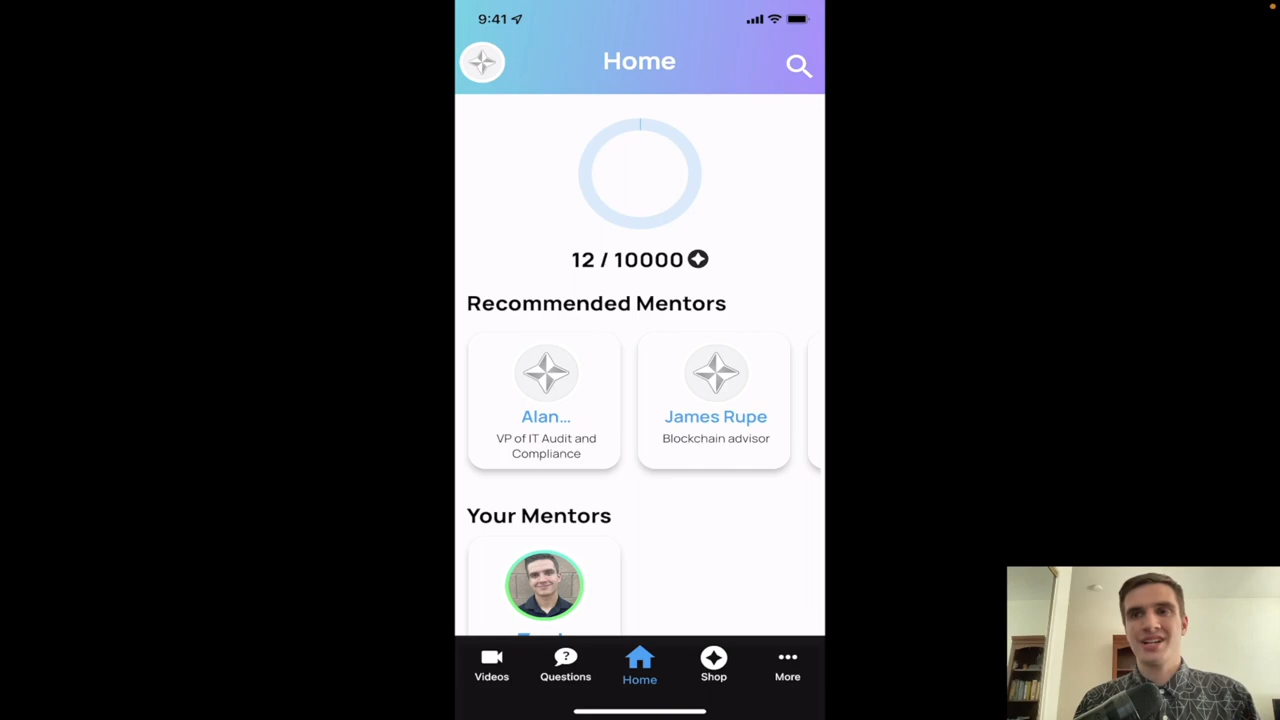 9:41
Home
12 / 10000
Recommended Mentors
Alan...
VP of IT Audit and
Compliance
James Rupe
Blockchain advisor
Your Mentors
Videos
Questions
Home
Shop
More